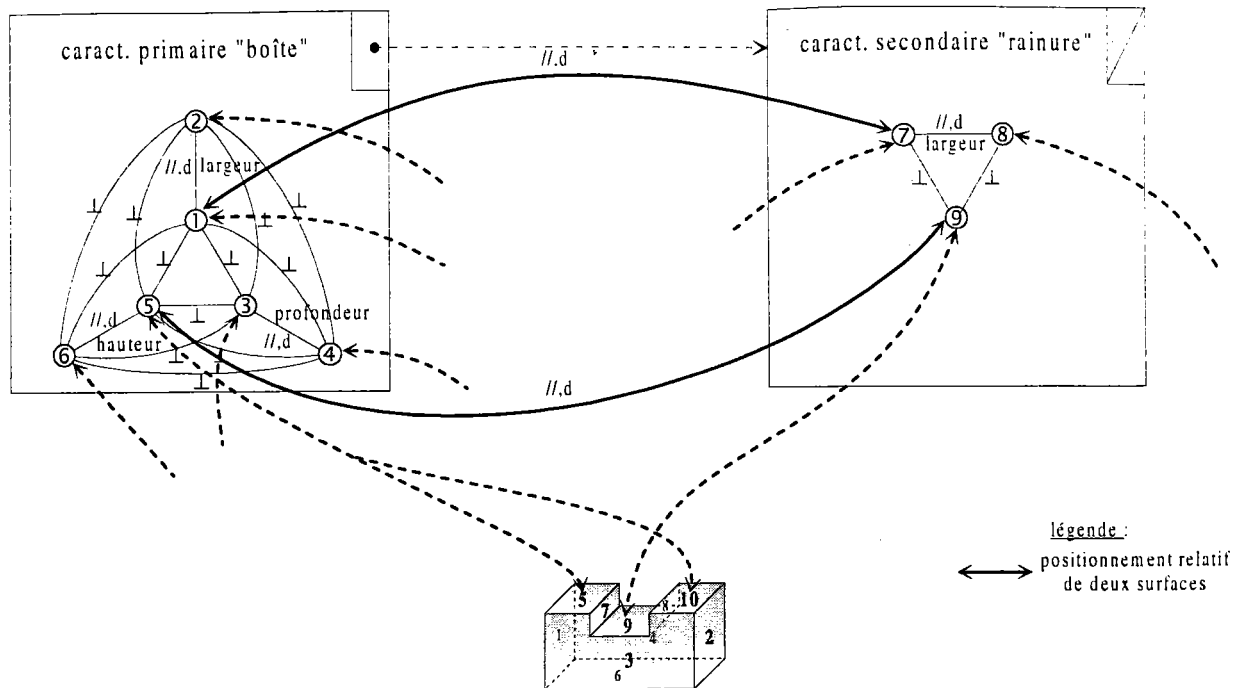 caract. primaire "boîte"
caract. secondaire "rainure"
//,d
2
//,d largeur
⊥
⊥
1
⊥
⊥
⊥
⊥
⊥
5
3
⊥
//,d
hauteur
profondeur
//,d
6
4
⊥
⊥
7
//,d
largeur
8
⊥
⊥
9
//,d
5
10
7
8
9
1
4
2
3
6
légende :
positionnement relatif
de deux surfaces